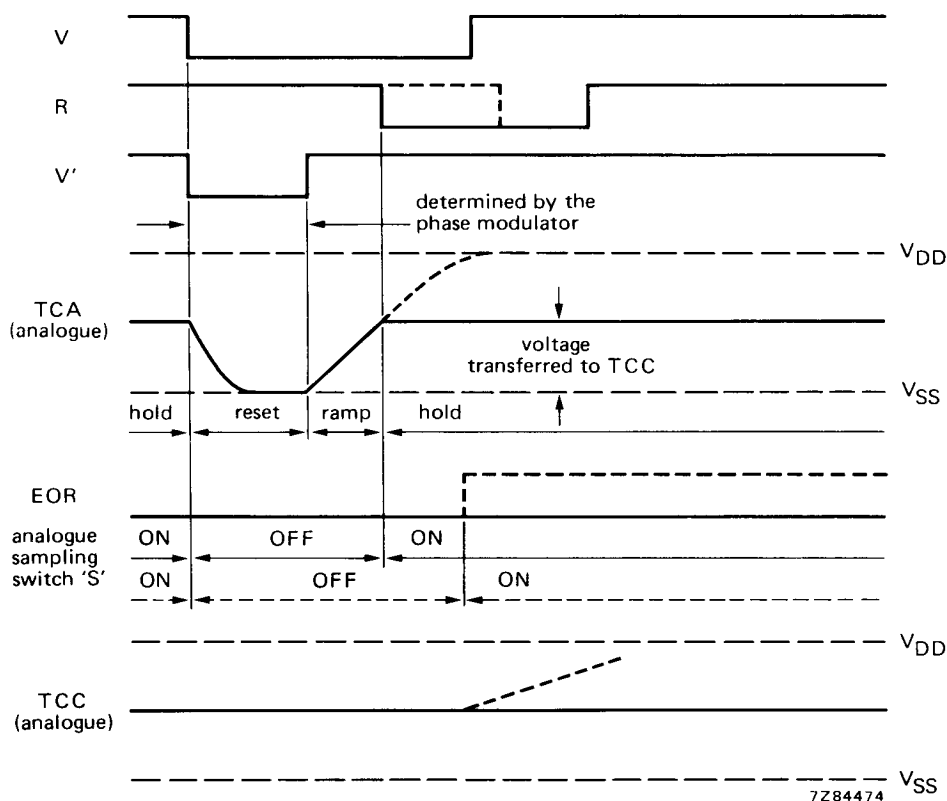 V
R
V'
determined by the
phase modulator
VDD
TCA
(analogue)
voltage
transferred to TCC
VSS
hold reset ramp hold
EOR
analogue
sampling
switch 'S'
ON OFF ON
ON OFF ON
VDD
TCC
(analogue)
VSS
7Z84474